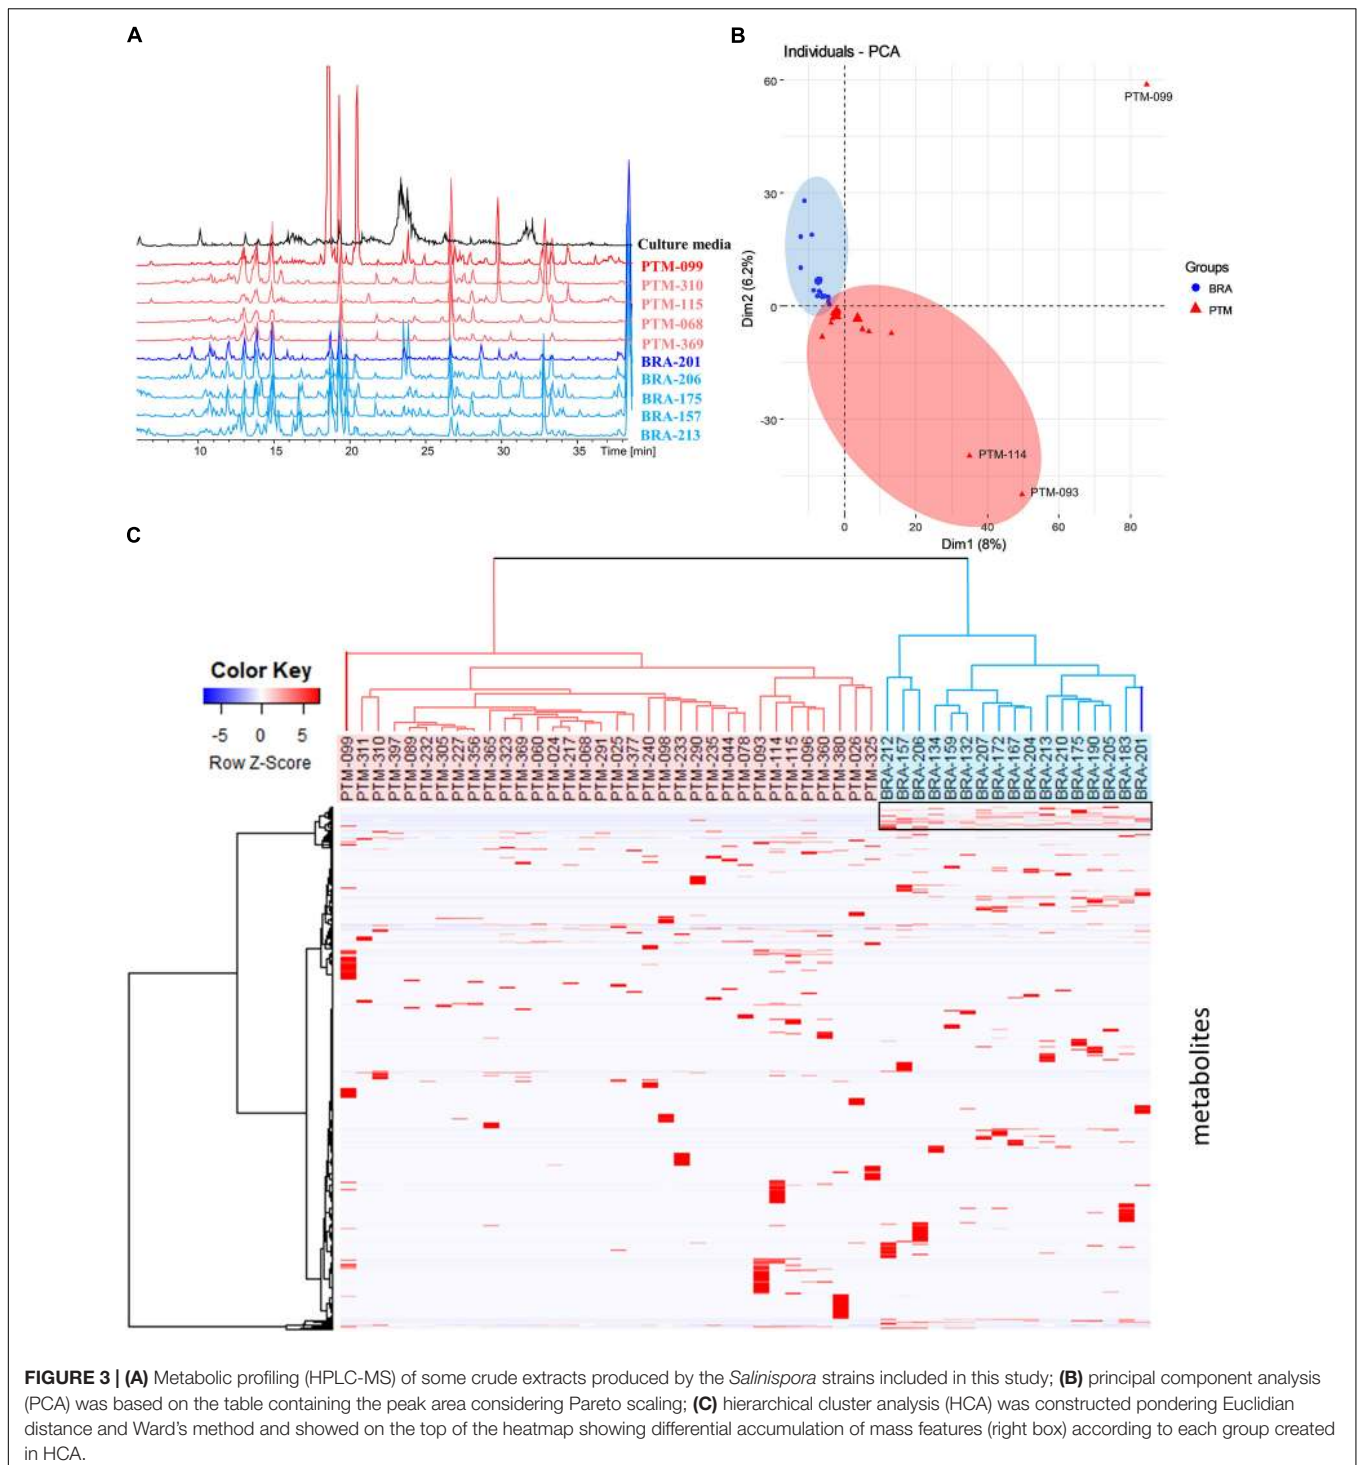 A
Culture media
PTM-099
PTM-310
PTM-115
PTM-068
PTM-369
BRA-201
BRA-206
BRA-175
BRA-157
BRA-213
10 15 20 25 30 35 Time [min]
B
Individuals - PCA
60
30
0
-30
Dim2 (6.2%)
PTM-099
PTM-114
PTM-093
0 20 40 60 80
Dim1 (8%)
Groups
BRA
PTM
C
Color Key
-5 0 5
Row Z-Score
PTM-099
PTM-311
PTM-310
PTM-397
PTM-089
PTM-232
PTM-305
PTM-227
PTM-356
PTM-365
PTM-323
PTM-369
PTM-060
PTM-024
PTM-217
PTM-068
PTM-291
PTM-025
PTM-377
PTM-240
PTM-098
PTM-233
PTM-290
PTM-235
PTM-044
PTM-078
PTM-093
PTM-114
PTM-115
PTM-096
PTM-360
PTM-380
PTM-026
PTM-325
BRA-212
BRA-157
BRA-206
BRA-134
BRA-159
BRA-132
BRA-207
BRA-172
BRA-167
BRA-204
BRA-213
BRA-210
BRA-175
BRA-190
BRA-205
BRA-183
BRA-201
metabolites
FIGURE 3 | (A) Metabolic profiling (HPLC-MS) of some crude extracts produced by the Salinispora strains included in this study; (B) principal component analysis
(PCA) was based on the table containing the peak area considering Pareto scaling; (C) hierarchical cluster analysis (HCA) was constructed pondering Euclidian
distance and Ward's method and showed on the top of the heatmap showing differential accumulation of mass features (right box) according to each group created
in HCA.